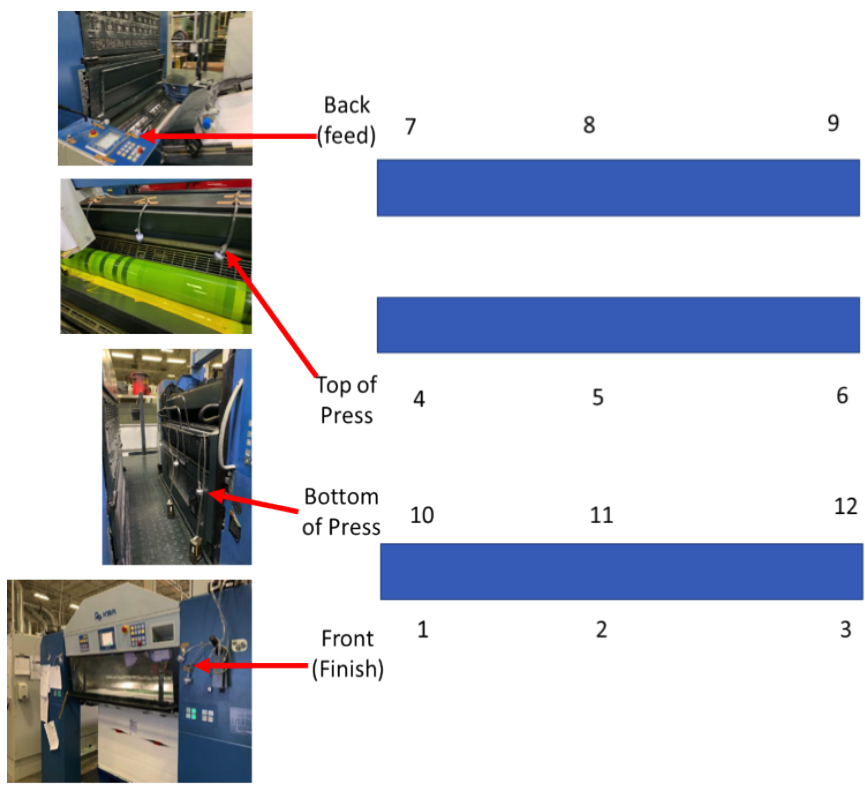 Back
(feed)
7 8 9
Top of
Press
4 5 6
Bottom
of Press
10 11 12
Front
(Finish)
1 2 3
KBA